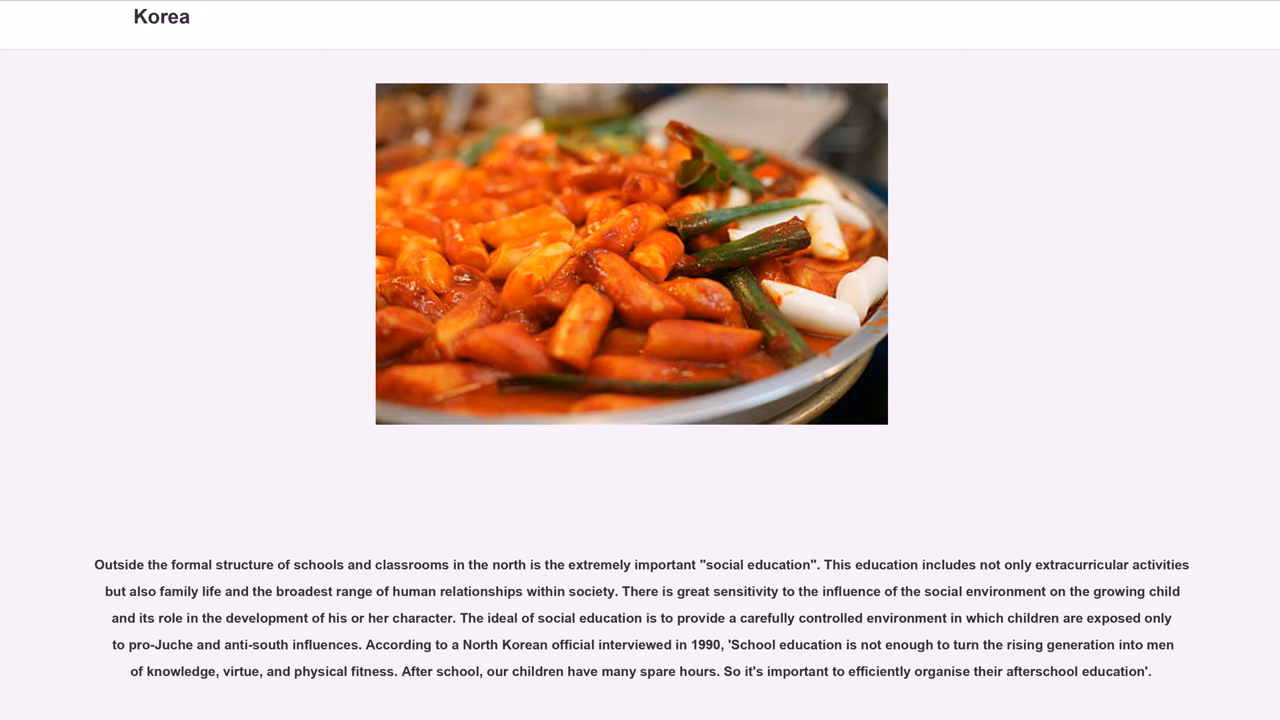 Korea
Outside the formal structure of schools and classrooms in the north is the extremely important "social education". This education includes not only extracurricular activities
but also family life and the broadest range of human relationships within society. There is great sensitivity to the influence of the social environment on the growing child
and its role in the development of his or her character. The ideal of social education is to provide a carefully controlled environment in which children are exposed only
to pro-Juche and anti-south influences. According to a North Korean official interviewed in 1990, 'School education is not enough to turn the rising generation into men
of knowledge, virtue, and physical fitness. After school, our children have many spare hours. So it's important to efficiently organise their afterschool education'.